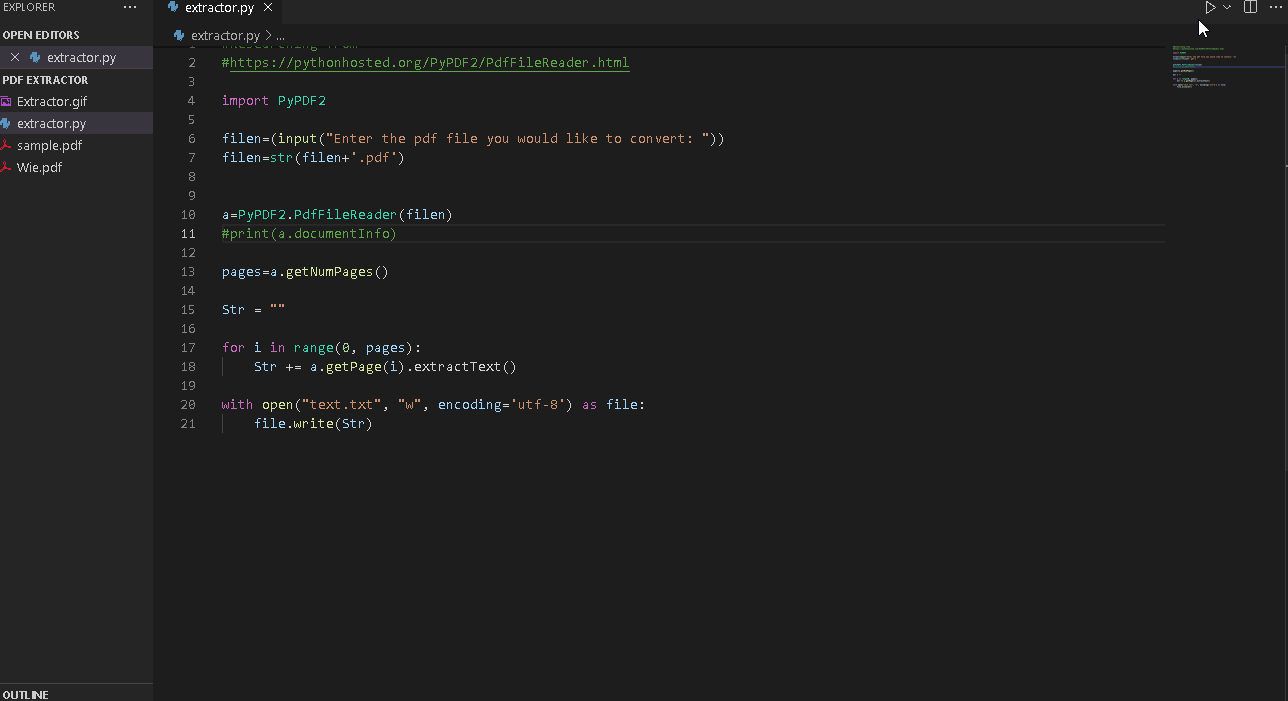 EXPLORER
OPEN EDITORS
extractor.py
PDF EXTRACTOR
Extractor.gif
extractor.py
sample.pdf
Wie.pdf
OUTLINE
extractor.py
extractor.py > ...
2 #https://pythonhosted.org/PyPDF2/PdfFileReader.html
3
4 import PyPDF2
5
6 filen=(input("Enter the pdf file you would like to convert: "))
7 filen=str(filen+'.pdf')
8
9
10 a=PyPDF2.PdfFileReader(filen)
11 #print(a.documentInfo)
12
13 pages=a.getNumPages()
14
15 Str = ""
16
17 for i in range(0, pages):
18 Str += a.getPage(i).extractText()
19
20 with open("text.txt", "w", encoding='utf-8') as file:
21 file.write(Str)